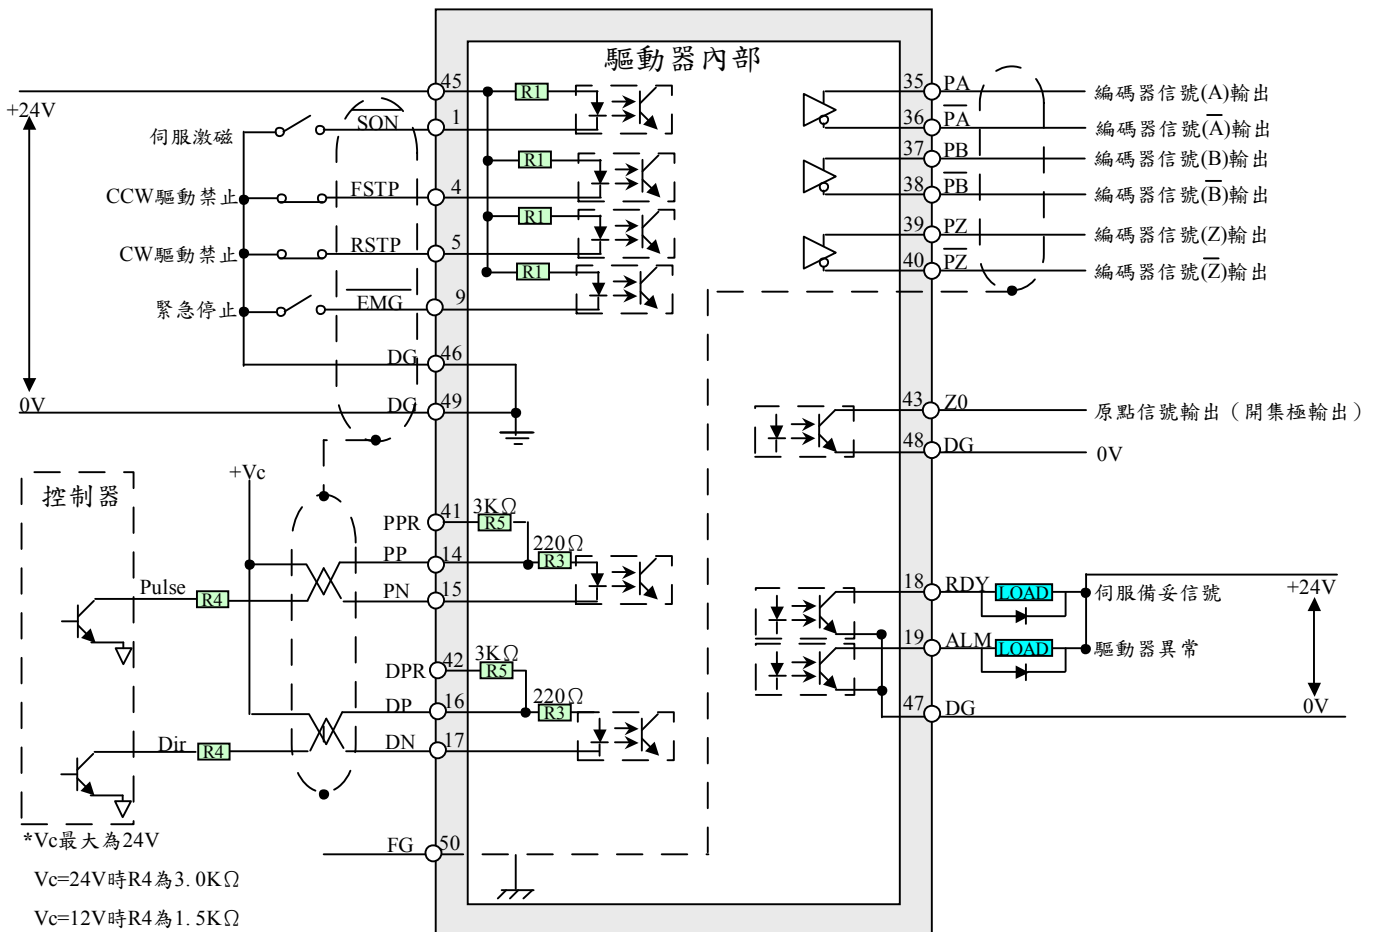 驅動器內部
+24V
0V
伺服激磁
CCW驅動禁止
CW驅動禁止
緊急停止
S̅O̅N̅
FSTP
RSTP
E̅M̅G̅
DG
DG
45
1
4
5
9
46
49
R1
R1
R1
R1
35 PA 編碼器信號(A)輸出
36 P̅A̅ 編碼器信號(A̅)輸出
37 PB 編碼器信號(B)輸出
38 P̅B̅ 編碼器信號(B̅)輸出
39 PZ 編碼器信號(Z)輸出
40 P̅Z̅ 編碼器信號(Z̅)輸出
43 Z0 原點信號輸出（開集極輸出）
48 DG 0V
控制器
+Vc
Pulse
R4
Dir
R4
PPR 41 3KΩ R5
PP 14 220Ω R3
PN 15
DPR 42 3KΩ R5
DP 16 220Ω R3
DN 17
FG 50
18 RDY LOAD 伺服備妥信號
19 ALM LOAD 驅動器異常
47 DG
+24V
0V
*Vc最大為24V
Vc=24V時R4為3.0KΩ
Vc=12V時R4為1.5KΩ